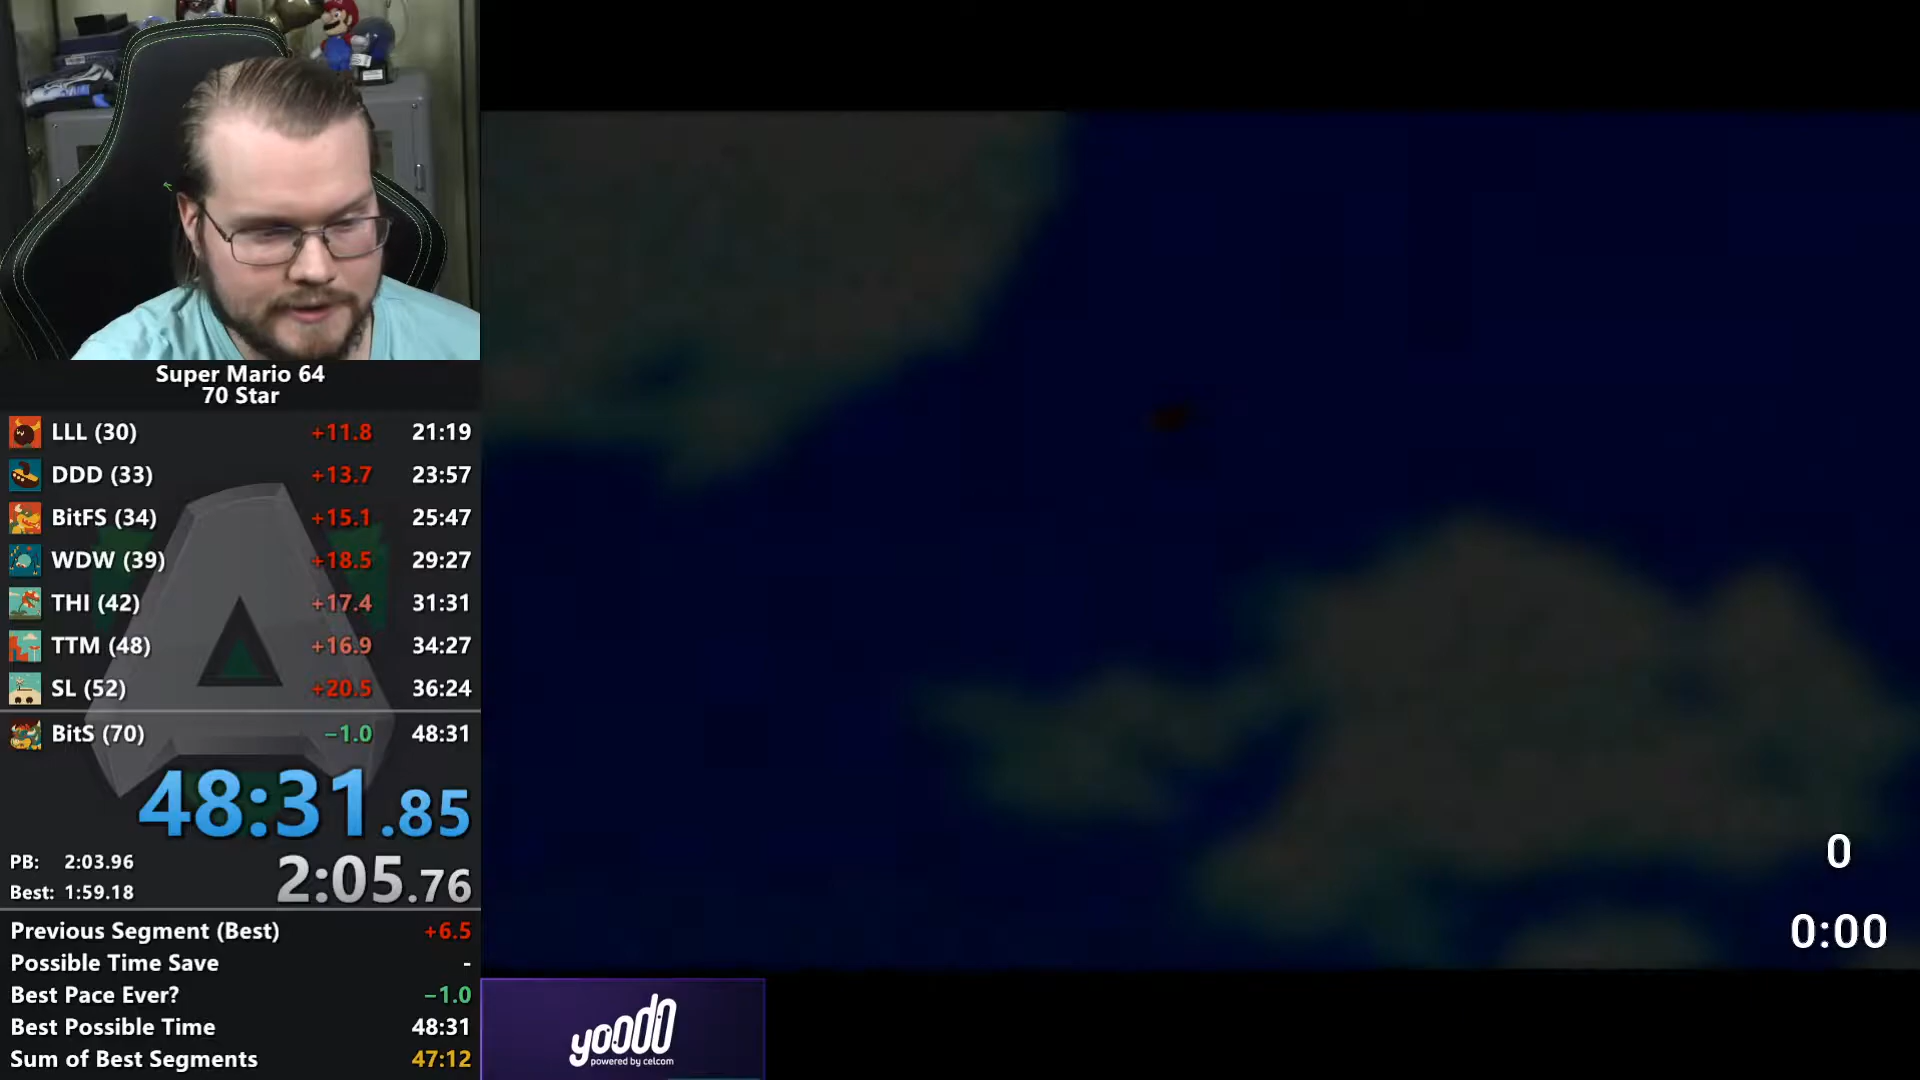 Super Mario 64
70 Star
LLL (30) +11.8 21:19
DDD (33) +13.7 23:57
BitFS (34) +15.1 25:47
WDW (39) +18.5 29:27
THI (42) +17.4 31:31
TTM (48) +16.9 34:27
SL (52) +20.5 36:24
BitS (70) −1.0 48:31
48:31.85
PB: 2:03.96
Best: 1:59.18
2:05.76
Previous Segment (Best) +6.5
Possible Time Save -
Best Pace Ever? −1.0
Best Possible Time 48:31
Sum of Best Segments 47:12
0
0:00
yoodo
powered by celcom